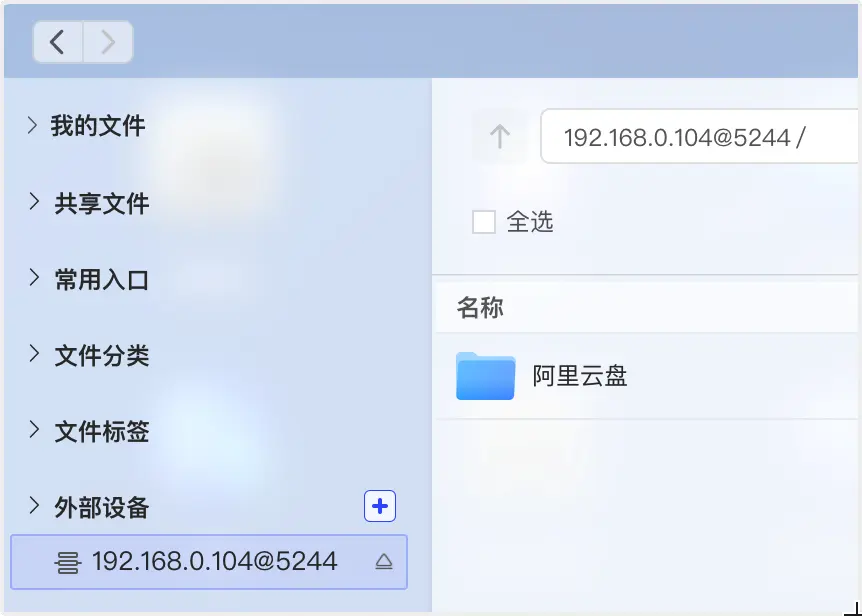 我的文件
共享文件
常用入口
文件分类
文件标签
外部设备
192.168.0.104@5244
192.168.0.104@5244 /
全选
名称
阿里云盘